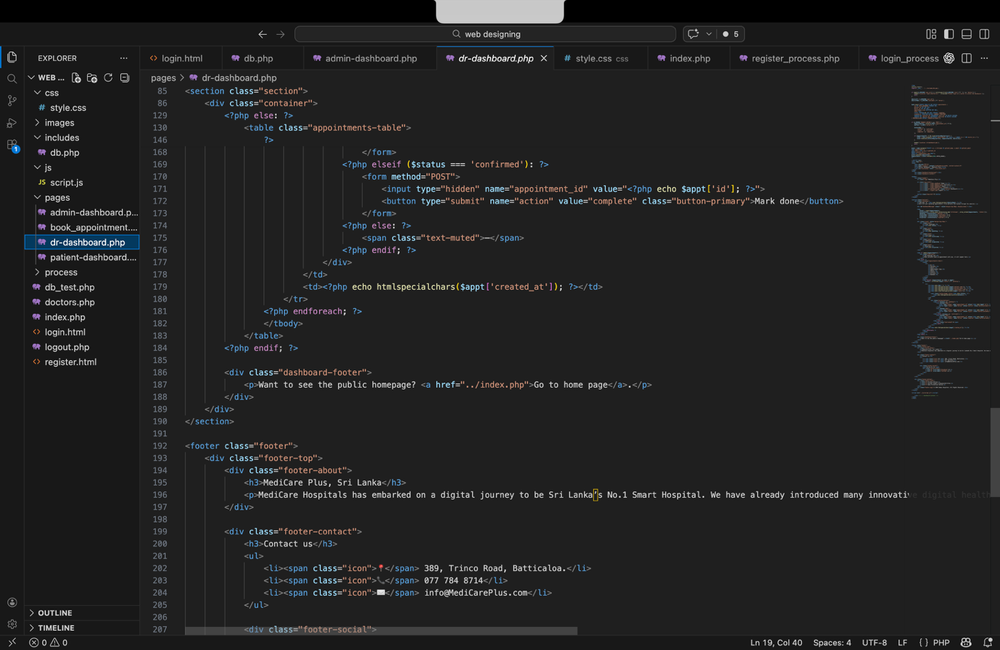 web designing
5
EXPLORER
login.html
db.php
admin-dashboard.php
dr-dashboard.php
style.css css
index.php
register_process.php
login_process
WEB ...
css
style.css
images
includes
db.php
js
script.js
pages
admin-dashboard.p...
book_appointment....
dr-dashboard.php
patient-dashboard....
process
db_test.php
doctors.php
index.php
login.html
logout.php
register.html
OUTLINE
TIMELINE
1
pages > dr-dashboard.php
85 <section class="section">
86 <div class="container">
129 <?php else: ?>
130 <table class="appointments-table">
146 ?>
168 </form>
169 <?php elseif ($status === 'confirmed'): ?>
170 <form method="POST">
171 <input type="hidden" name="appointment_id" value="<?php echo $appt['id']; ?>">
172 <button type="submit" name="action" value="complete" class="button-primary">Mark done</button>
173 </form>
174 <?php else: ?>
175 <span class="text-muted">—</span>
176 <?php endif; ?>
177 </div>
178 </td>
179 <td><?php echo htmlspecialchars($appt['created_at']); ?></td>
180 </tr>
181 <?php endforeach; ?>
182 </tbody>
183 </table>
184 <?php endif; ?>
185
186 <div class="dashboard-footer">
187 <p>Want to see the public homepage? <a href="../index.php">Go to home page</a>.</p>
188 </div>
189 </div>
190 </section>
191
192 <footer class="footer">
193 <div class="footer-top">
194 <div class="footer-about">
195 <h3>MediCare Plus, Sri Lanka</h3>
196 <p>MediCare Hospitals has embarked on a digital journey to be Sri Lanka’s No.1 Smart Hospital. We have already introduced many innovative digital health
197 </div>
198
199 <div class="footer-contact">
200 <h3>Contact us</h3>
201 <ul>
202 <li><span class="icon">📍</span> 389, Trinco Road, Batticaloa.</li>
203 <li><span class="icon">📞</span> 077 784 8714</li>
204 <li><span class="icon">✉️</span> info@MediCarePlus.com</li>
205 </ul>
206
207 <div class="footer-social">
0 0
Ln 19, Col 40
Spaces: 4
UTF-8
LF
{ } PHP